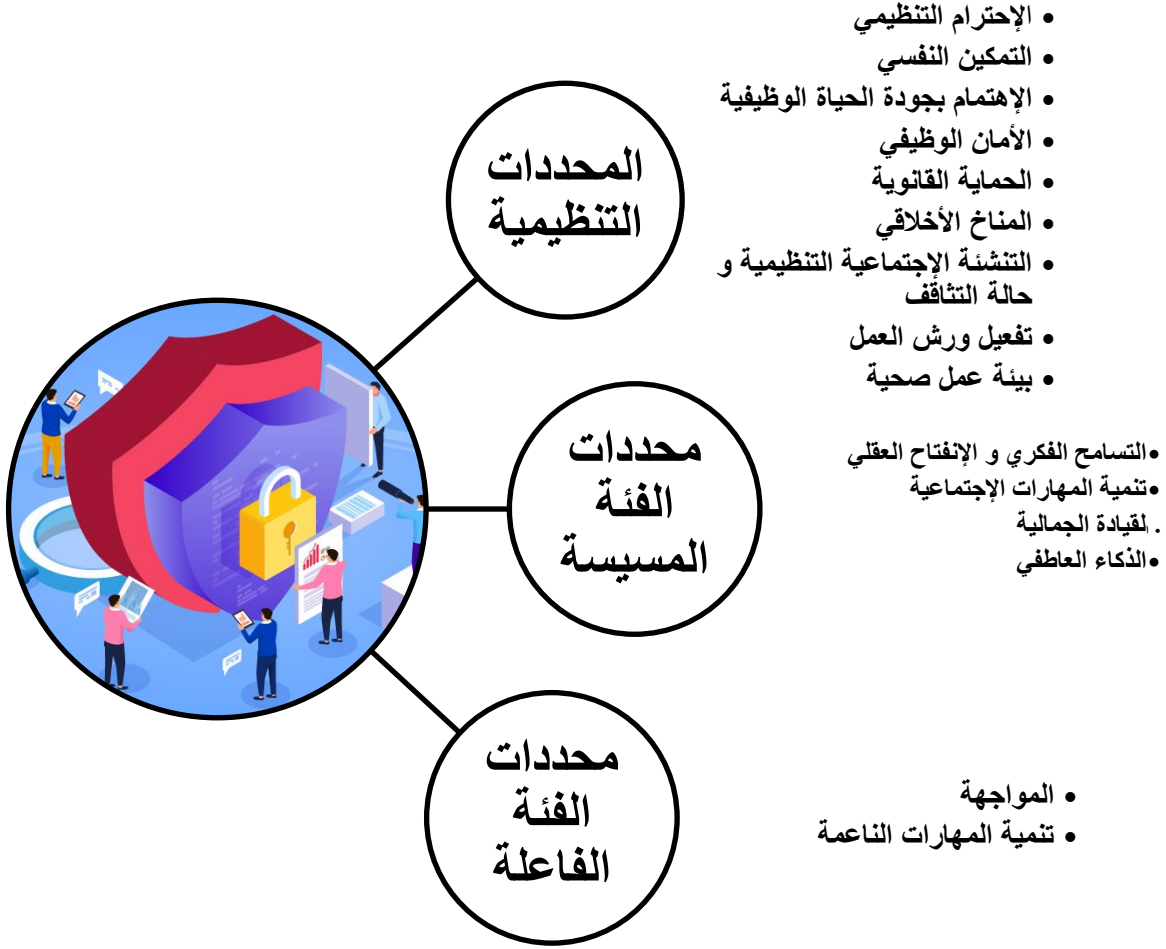 المحددات
التنظيمية
• الإحترام التنظيمي
• التمكين النفسي
• الإهتمام بجودة الحياة الوظيفية
• الأمان الوظيفي
• الحماية القانوية
• المناخ الأخلاقي
• التنشئة الإجتماعية التنظيمية و
حالة التثاقف
• تفعيل ورش العمل
• بيئة عمل صحية
محددات
الفئة
المسيسة
•التسامح الفكري و الإنفتاح العقلي
•تنمية المهارات الإجتماعية
. القيادة الجمالية
•الذكاء العاطفي
محددات
الفئة
الفاعلة
• المواجهة
• تنمية المهارات الناعمة